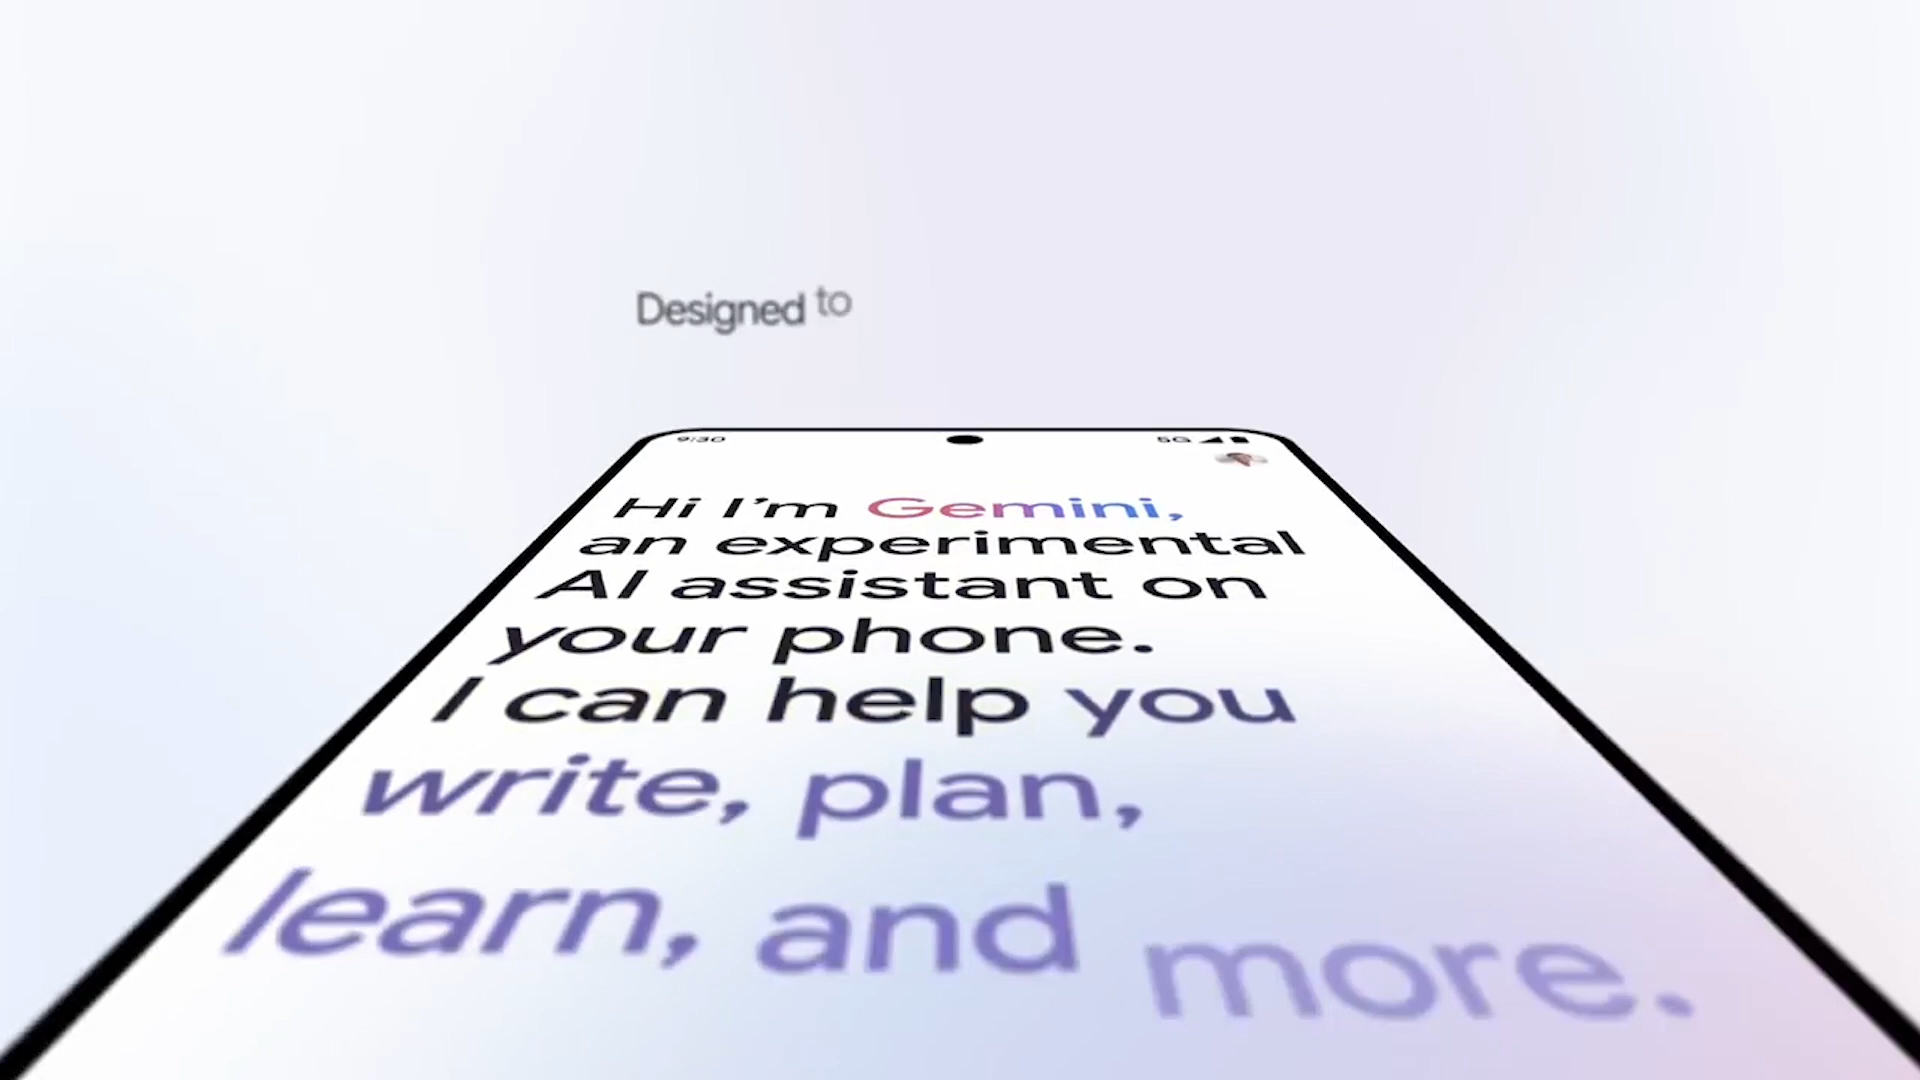 Designed to
9:30
5G
Hi I'm Gemini,
an experimental
AI assistant on
your phone.
I can help you
write, plan,
learn, and more.